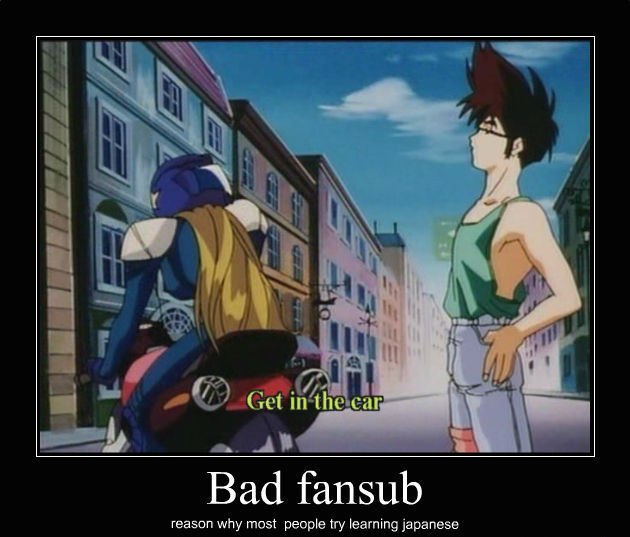 Get in the car
Bad fansub
reason why most people try learning japanese